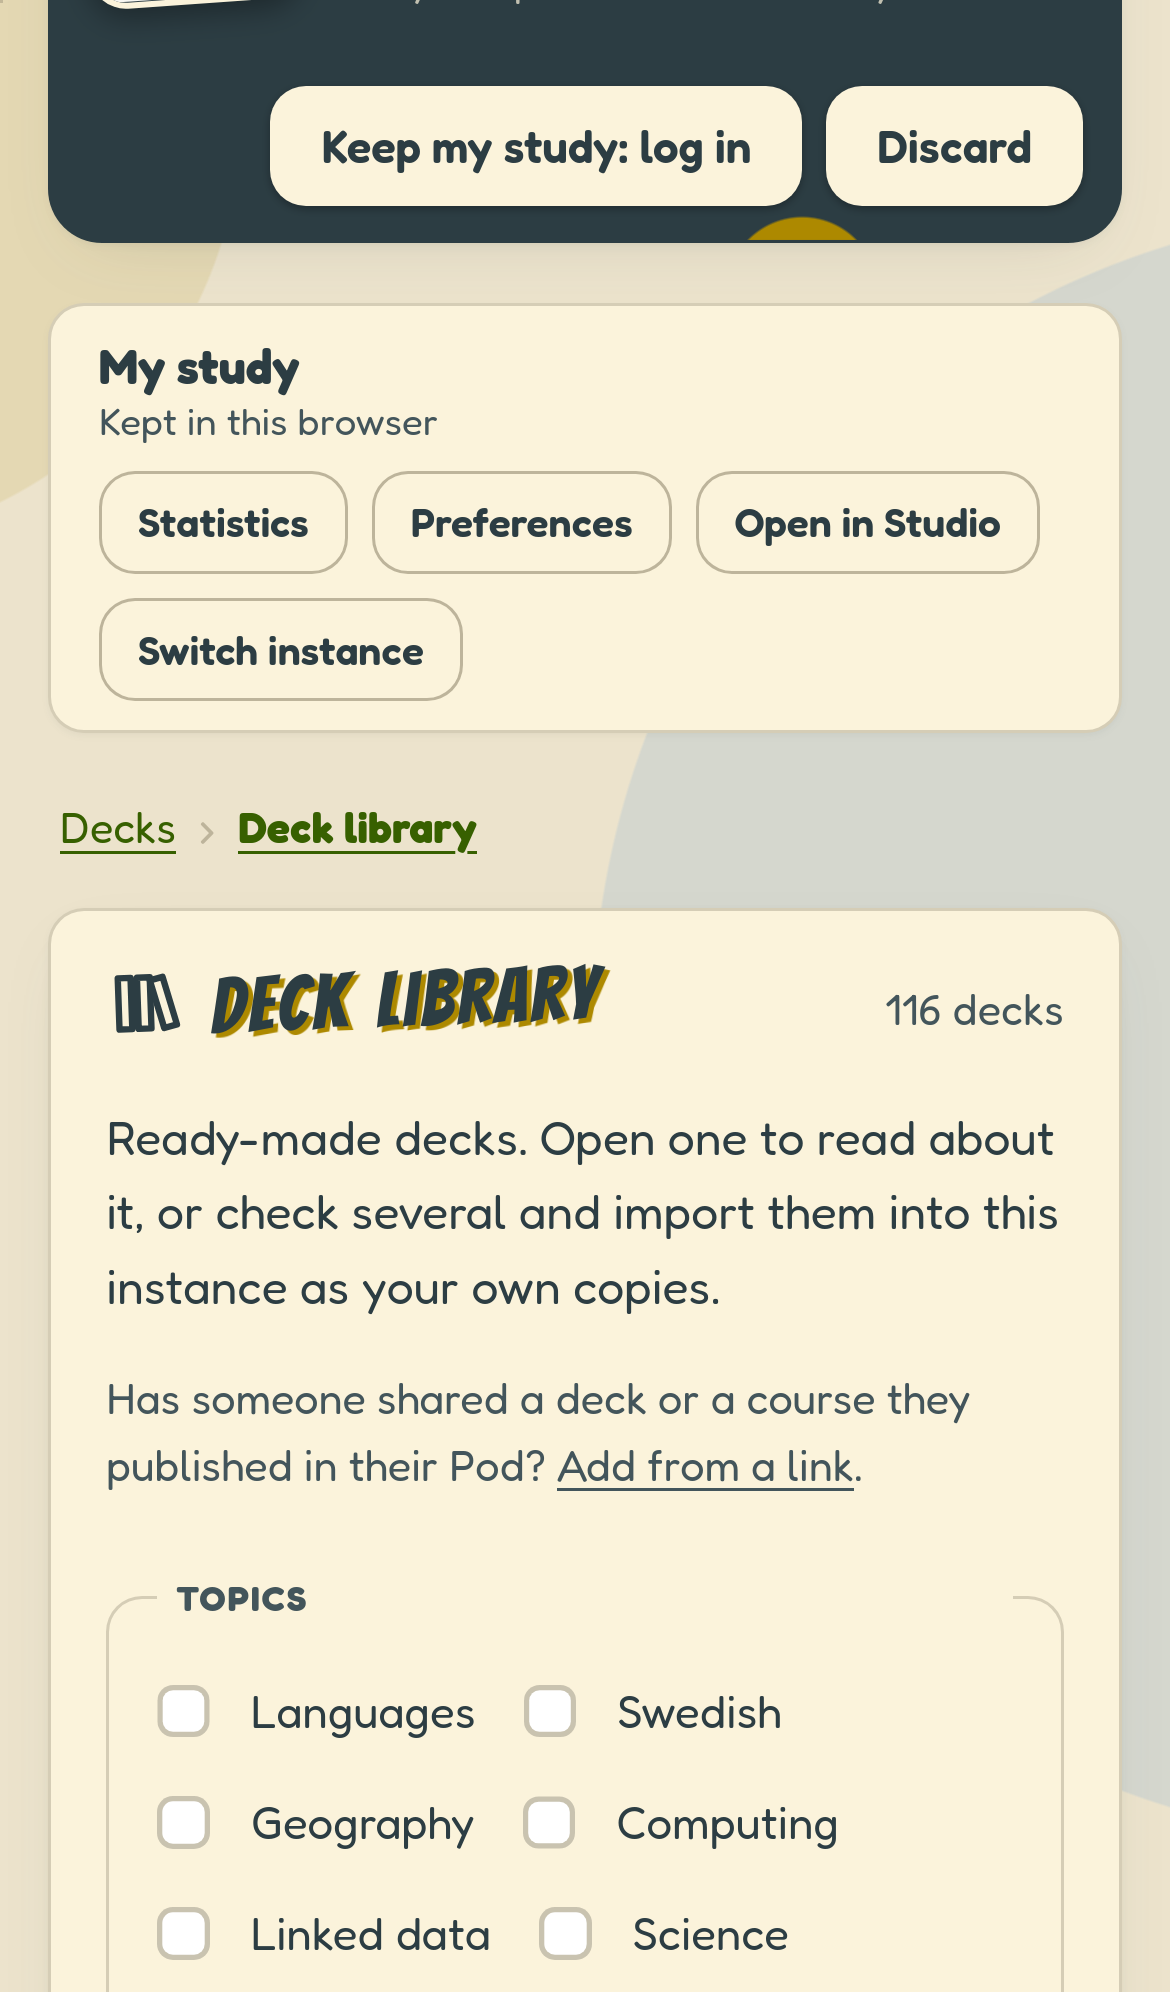 Keep my study: log in
Discard
My study
Kept in this browser
Statistics
Preferences
Open in Studio
Switch instance
Decks › Deck library
DECK LIBRARY
116 decks
Ready-made decks. Open one to read about
it, or check several and import them into this
instance as your own copies.
Has someone shared a deck or a course they
published in their Pod? Add from a link.
TOPICS
Languages
Swedish
Geography
Computing
Linked data
Science